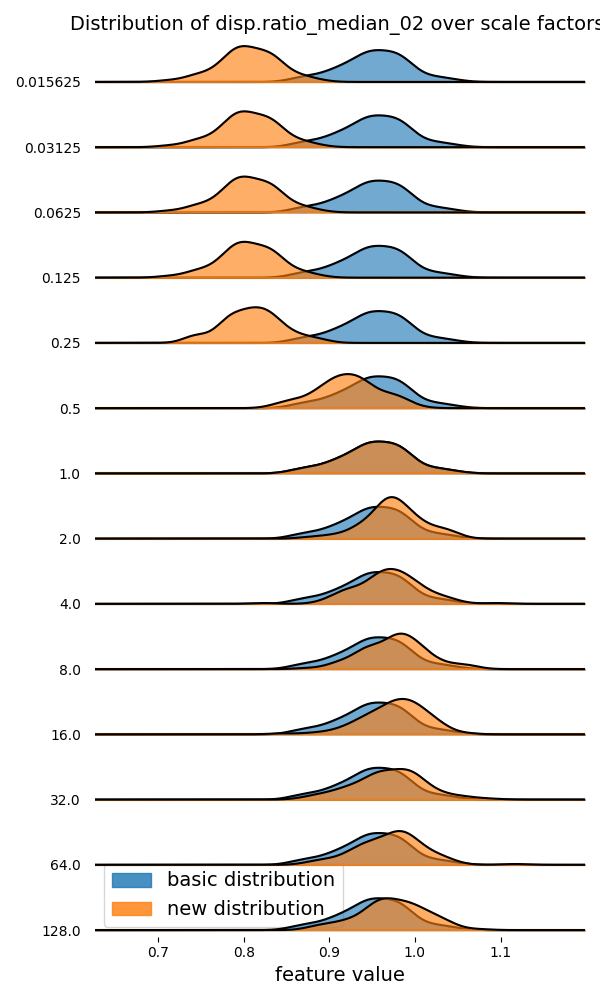 Distribution of disp.ratio_median_02 over scale factors
0.015625
0.03125
0.0625
0.125
0.25
0.5
1.0
2.0
4.0
8.0
16.0
32.0
64.0
basic distribution
new distribution
128.0
0.7 0.8 0.9 1.0 1.1
feature value